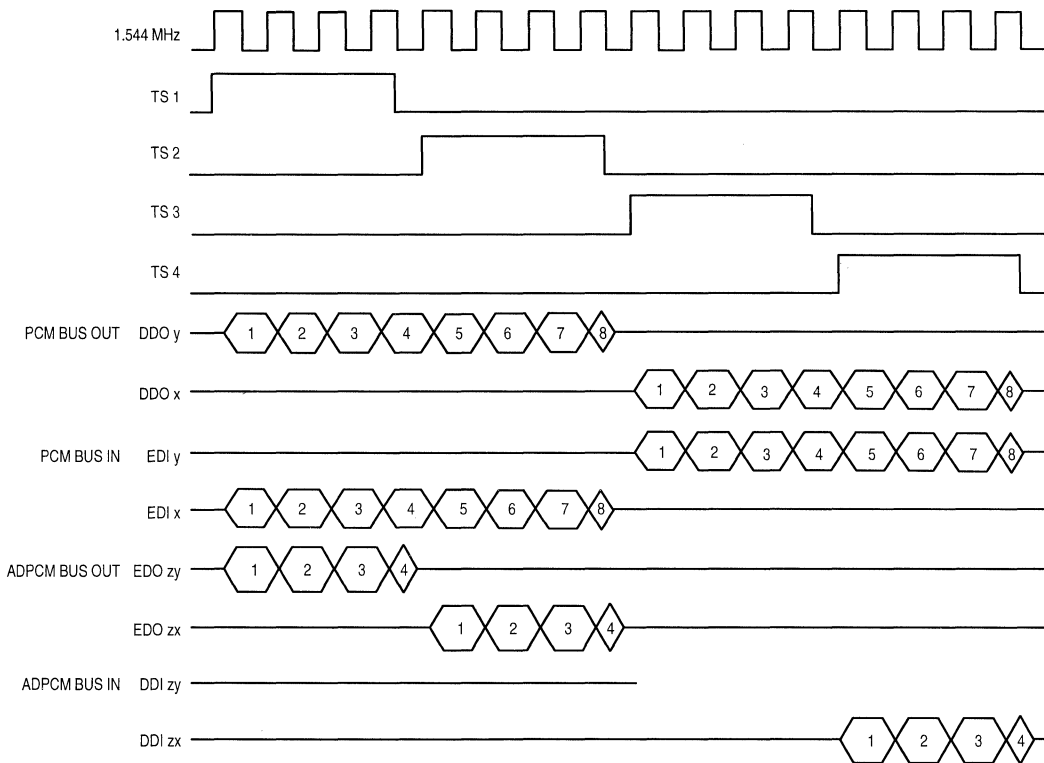 1.544 MHz
TS 1
TS 2
TS 3
TS 4
PCM BUS OUT DDO y 1 2 3 4 5 6 7 8
DDO x 1 2 3 4 5 6 7 8
PCM BUS IN EDI y 1 2 3 4 5 6 7 8
EDI x 1 2 3 4 5 6 7 8
ADPCM BUS OUT EDO zy 1 2 3 4
EDO zx 1 2 3 4
ADPCM BUS IN DDI zy
DDI zx 1 2 3 4